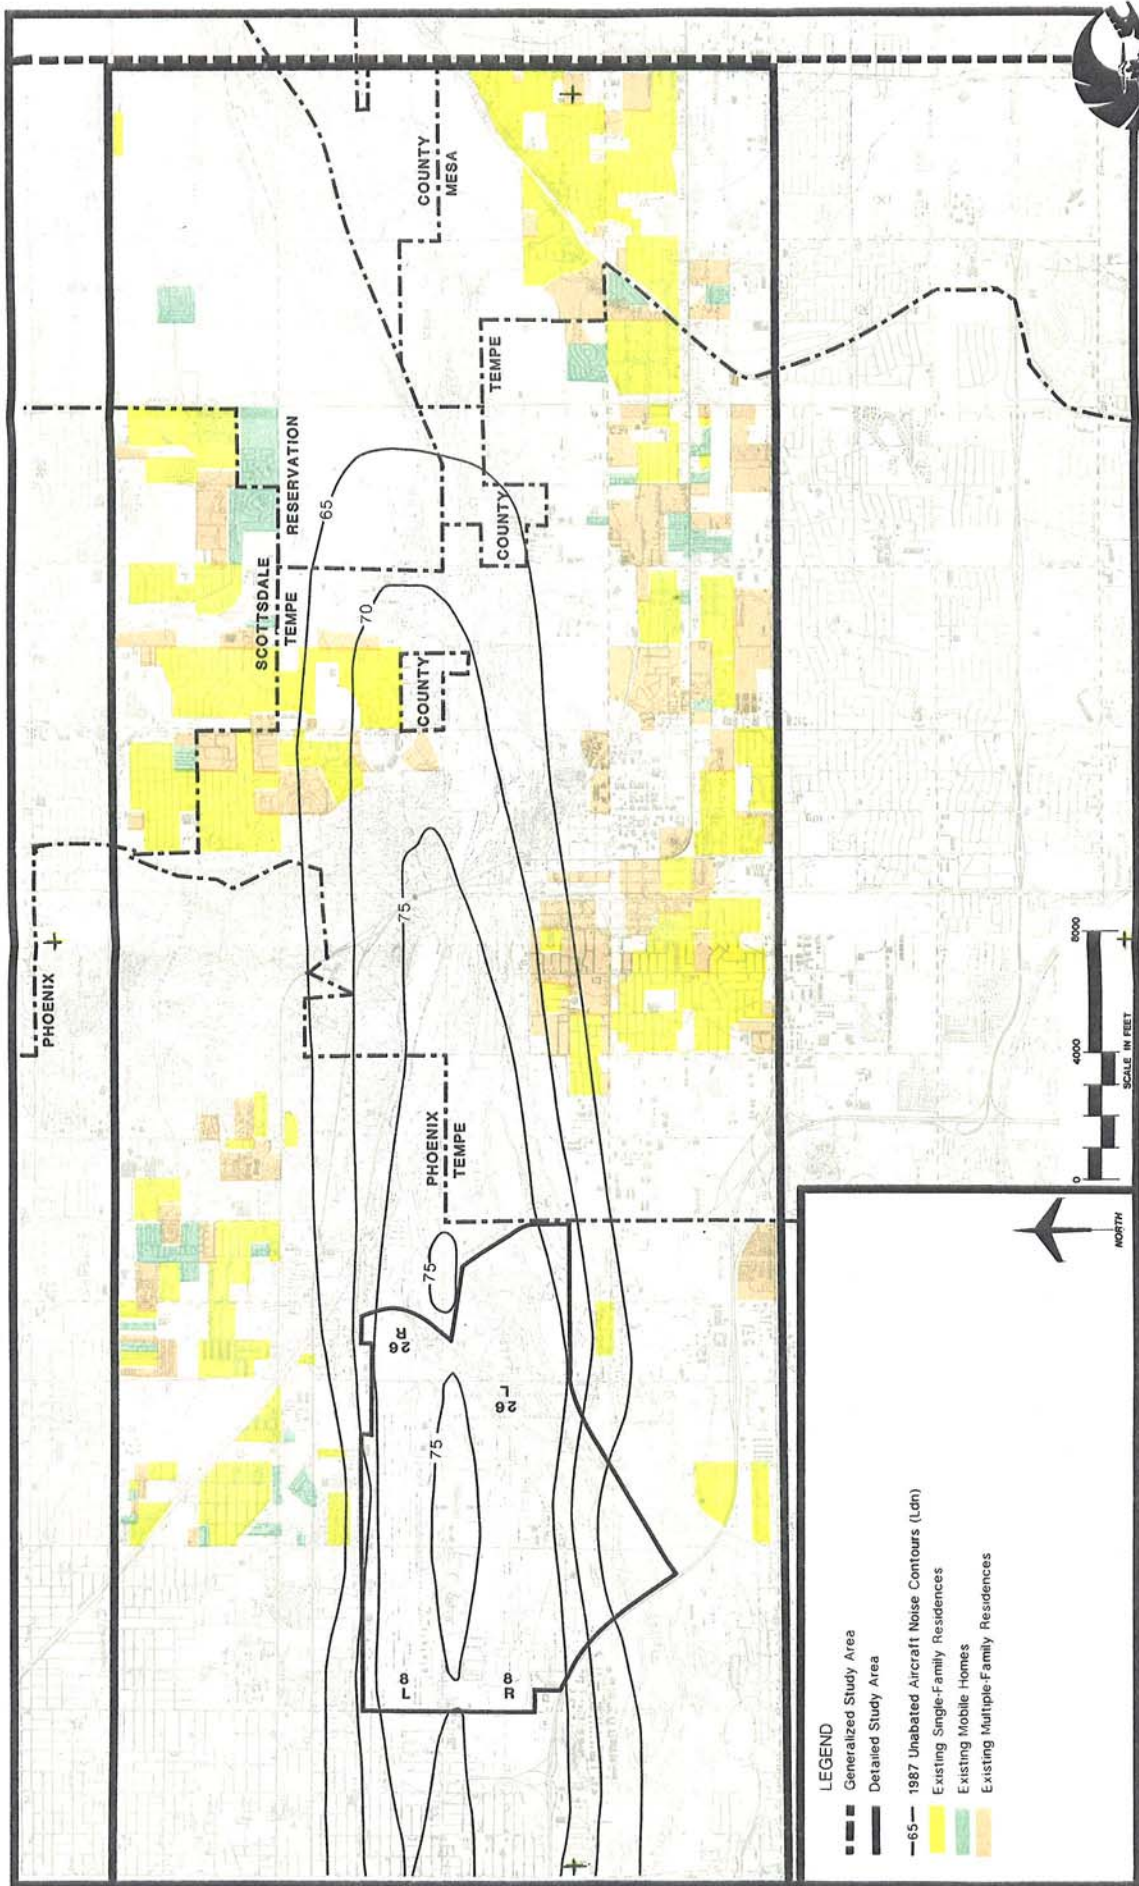 PHOENIX
SCOTTSDALE
TEMPE
RESERVATION
COUNTY
MESA
65
70
COUNTY
COUNTY
TEMPE
75
PHOENIX
TEMPE
75
75
26
R
26
L
8
L
8
R
LEGEND
Generalized Study Area
Detailed Study Area
—65— 1987 Unabated Aircraft Noise Contours (Ldn)
Existing Single-Family Residences
Existing Mobile Homes
Existing Multiple-Family Residences
NORTH
0 4000 8000
SCALE IN FEET